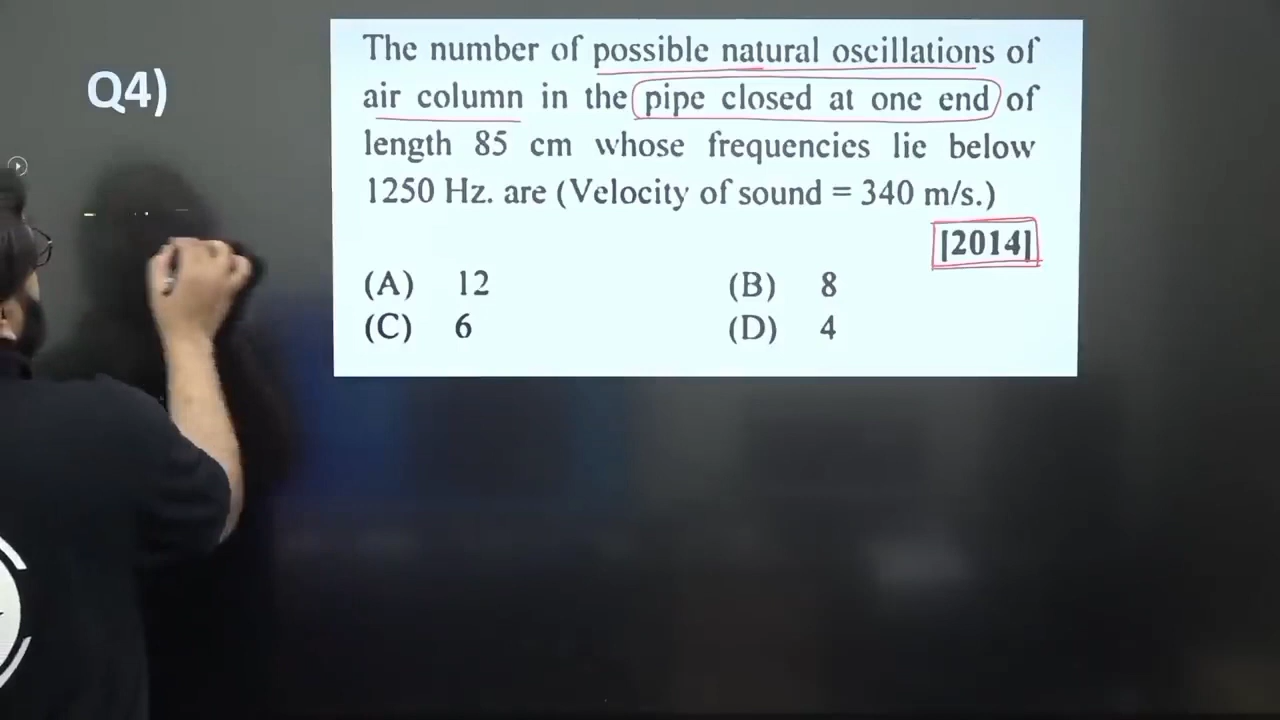 Q4)
The number of possible natural oscillations of
air column in the pipe closed at one end of
length 85 cm whose frequencies lie below
1250 Hz. are (Velocity of sound = 340 m/s.)
[2014]
(A) 12 (B) 8
(C) 6 (D) 4